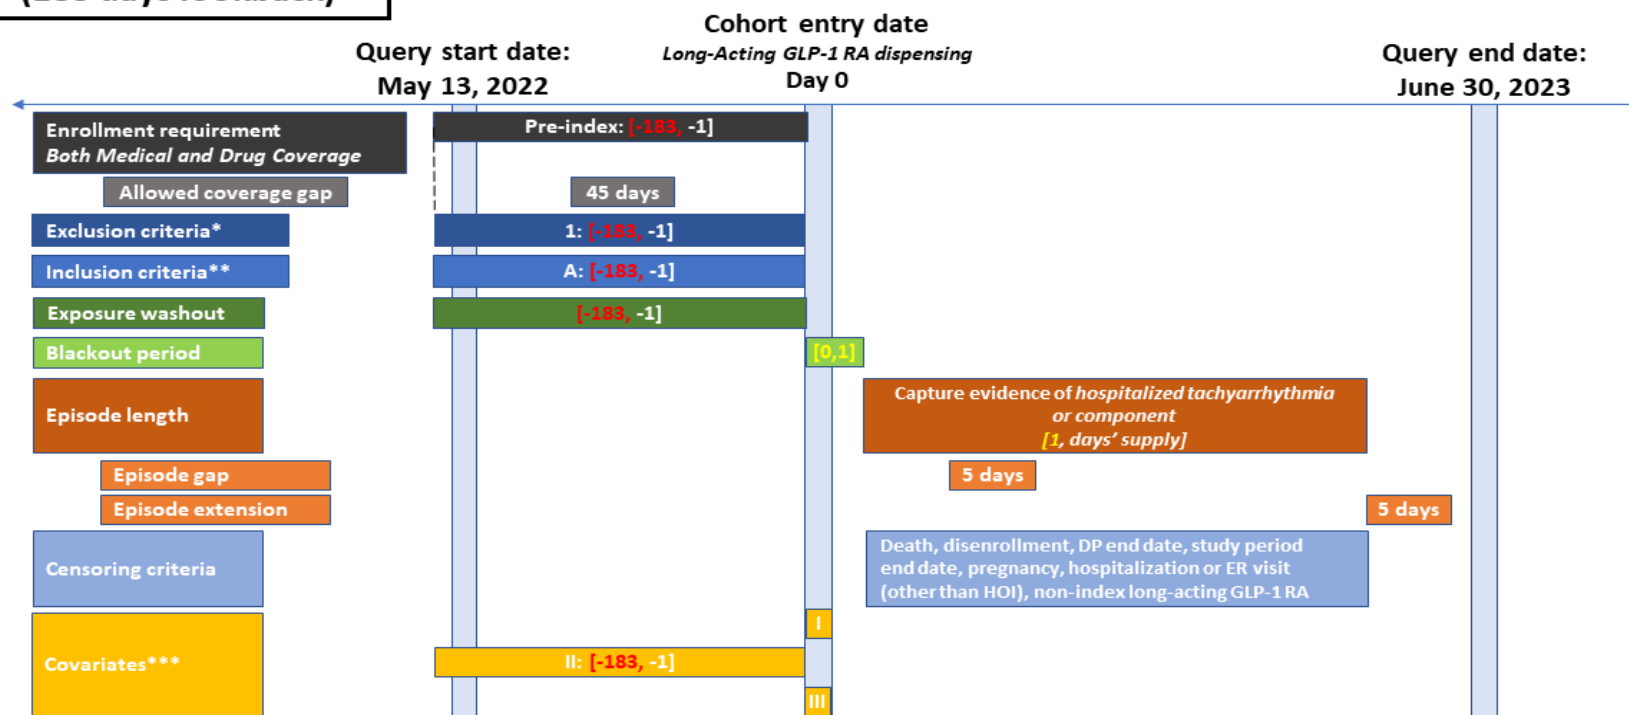 Cohort entry date
Query start date:
Long-Acting GLP-1 RA dispensing
Query end date:
May 13, 2022
Day 0
June 30, 2023
Enrollment requirement
Both Medical and Drug Coverage
Pre-index: [-183, -1]
Allowed coverage gap
45 days
Exclusion criteria*
1: [-183, -1]
Inclusion criteria**
A: [-183, -1]
Exposure washout
[-183, -1]
Blackout period
[0,1]
Episode length
Capture evidence of hospitalized tachyarrhythmia
or component
[1, days' supply]
Episode gap
5 days
Episode extension
5 days
Censoring criteria
Death, disenrollment, DP end date, study period
end date, pregnancy, hospitalization or ER visit
(other than HOI), non-index long-acting GLP-1 RA
I
Covariates***
II: [-183, -1]
III